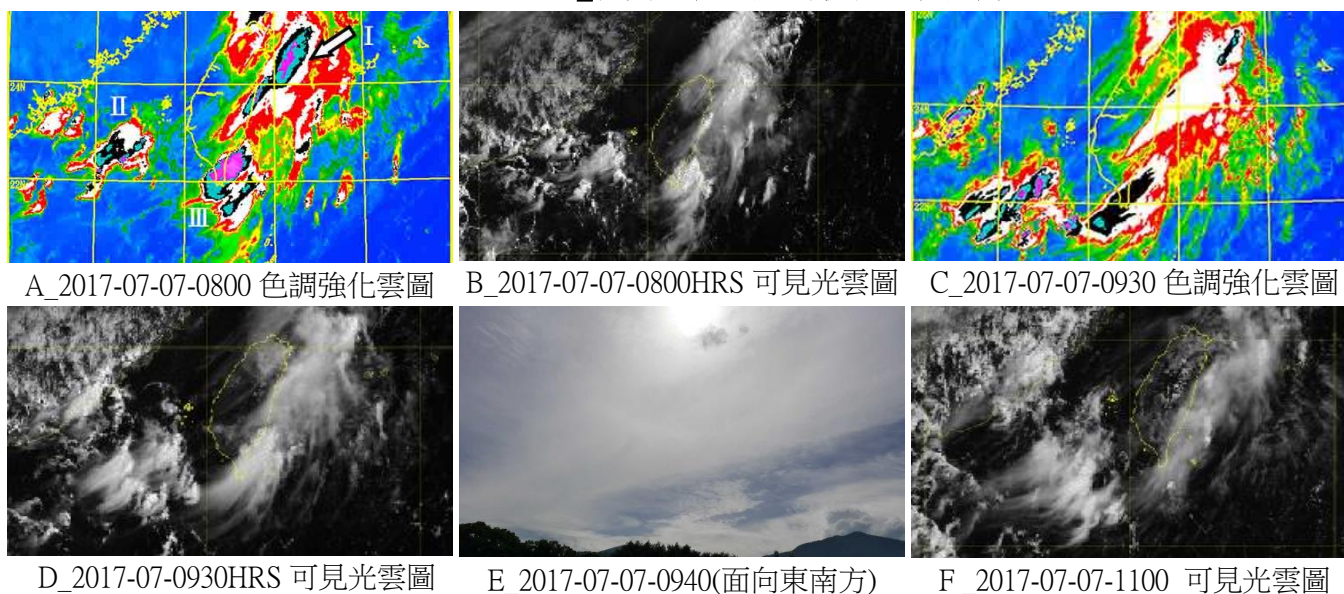 I
II
24N
22N
III
A_2017-07-07-0800 色調強化雲圖
B_2017-07-07-0800HRS 可見光雲圖
C_2017-07-07-0930 色調強化雲圖
D_2017-07-07-0930HRS 可見光雲圖
E_2017-07-07-0940(面向東南方)
F _2017-07-07-1100 可見光雲圖